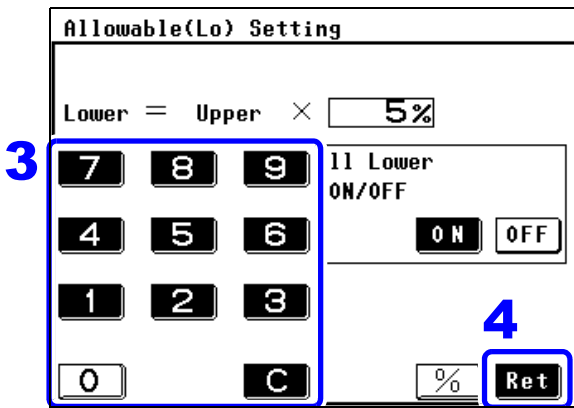 Allowable(Lo) Setting
Lower = Upper × 5%
3
7 8 9 ll Lower
ON/OFF
4 5 6 ON OFF
1 2 3
4
0 C % Ret